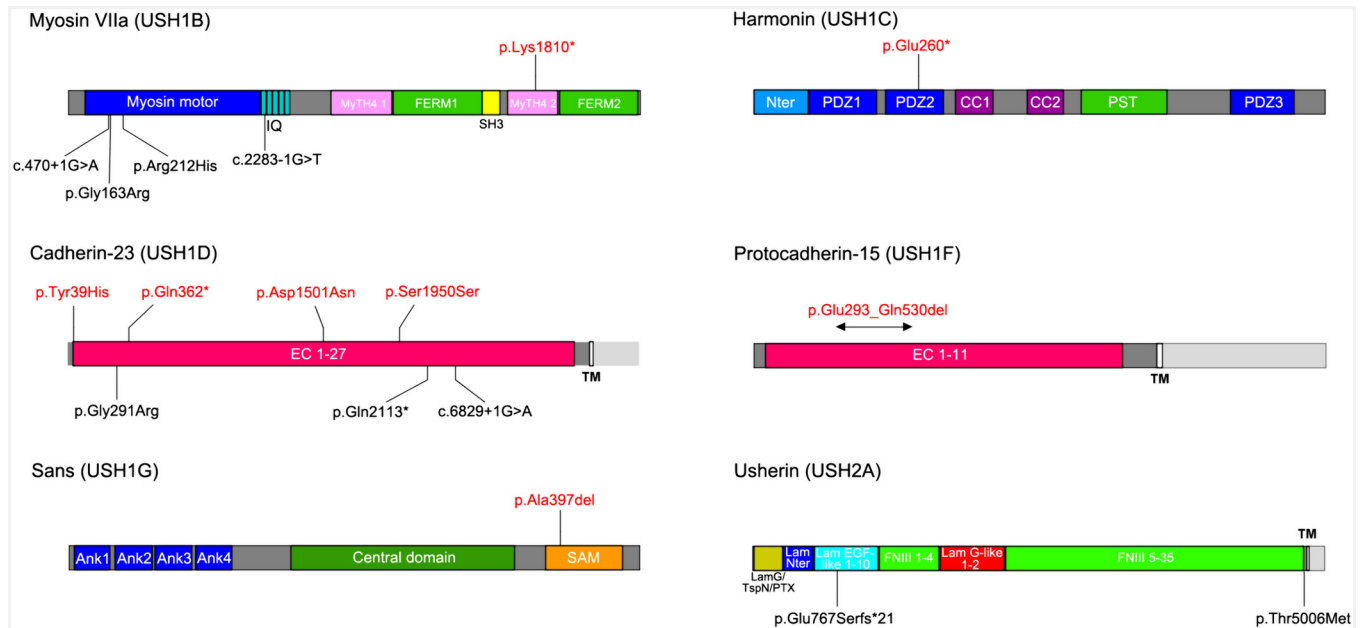 Myosin VIIa (USH1B)
p.Lys1810*
Myosin motor
IQ
MyTH4 1
FERM1
SH3
MyTH4 2
FERM2
c.470+1G>A
p.Gly163Arg
p.Arg212His
c.2283-1G>T
Harmonin (USH1C)
p.Glu260*
Nter
PDZ1
PDZ2
CC1
CC2
PST
PDZ3
Cadherin-23 (USH1D)
p.Tyr39His
p.Gln362*
p.Asp1501Asn
p.Ser1950Ser
EC 1-27
TM
p.Gly291Arg
p.Gln2113*
c.6829+1G>A
Protocadherin-15 (USH1F)
p.Glu293_Gln530del
EC 1-11
TM
Sans (USH1G)
p.Ala397del
Ank1
Ank2
Ank3
Ank4
Central domain
SAM
Usherin (USH2A)
TM
LamG/
TspN/PTX
Lam
Nter
Lam EGF-
like 1-10
FNIII 1-4
Lam G-like
1-2
FNIII 5-35
p.Glu767Serfs*21
p.Thr5006Met